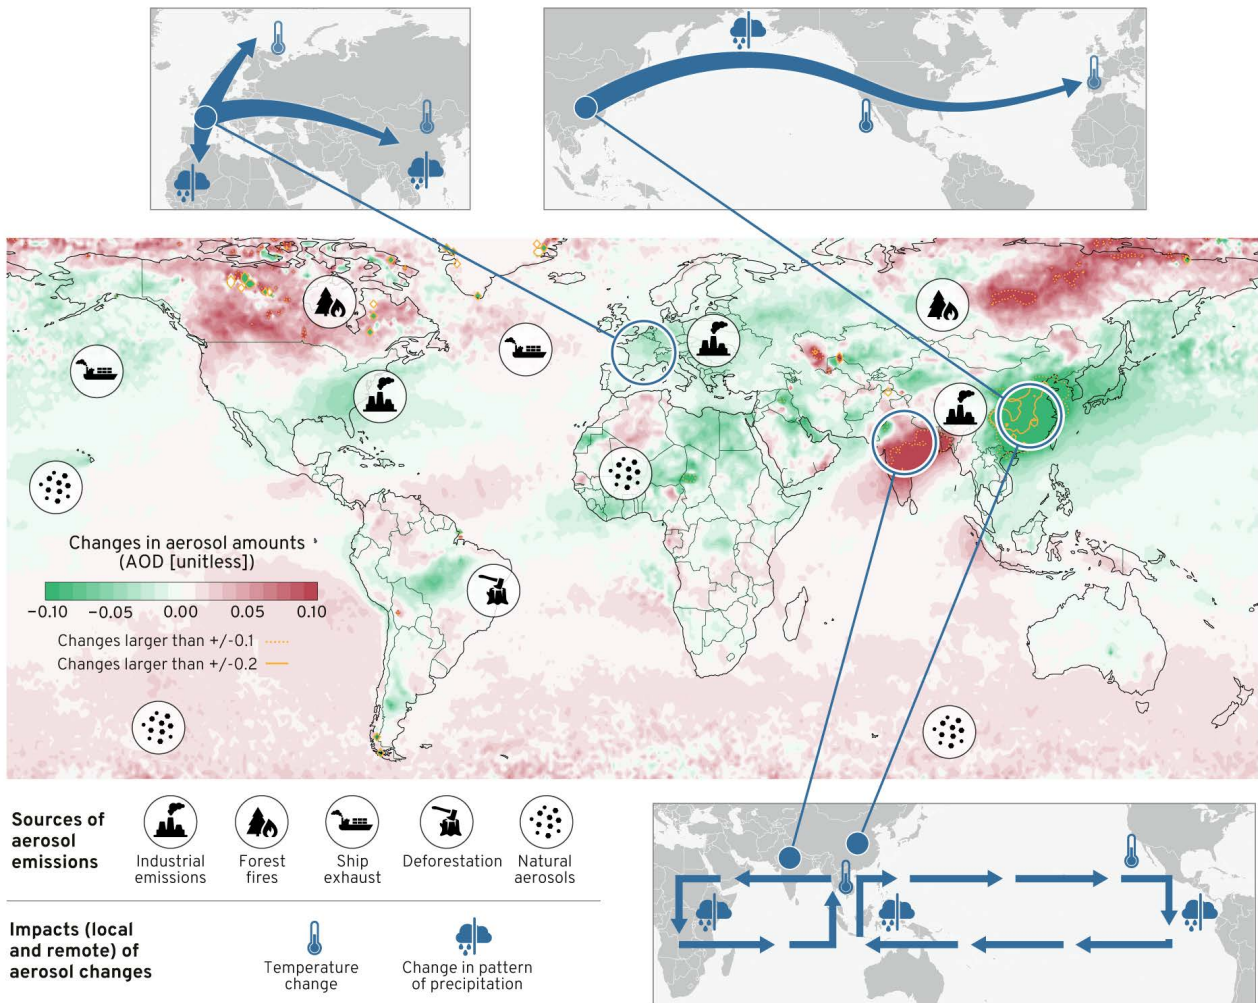 Changes in aerosol amounts
(AOD [unitless])
−0.10 −0.05 0.00 0.05 0.10
Changes larger than +/-0.1
Changes larger than +/-0.2
Sources of
aerosol
emissions
Industrial
emissions
Forest
fires
Ship
exhaust
Deforestation
Natural
aerosols
Impacts (local
and remote) of
aerosol changes
Temperature
change
Change in pattern
of precipitation